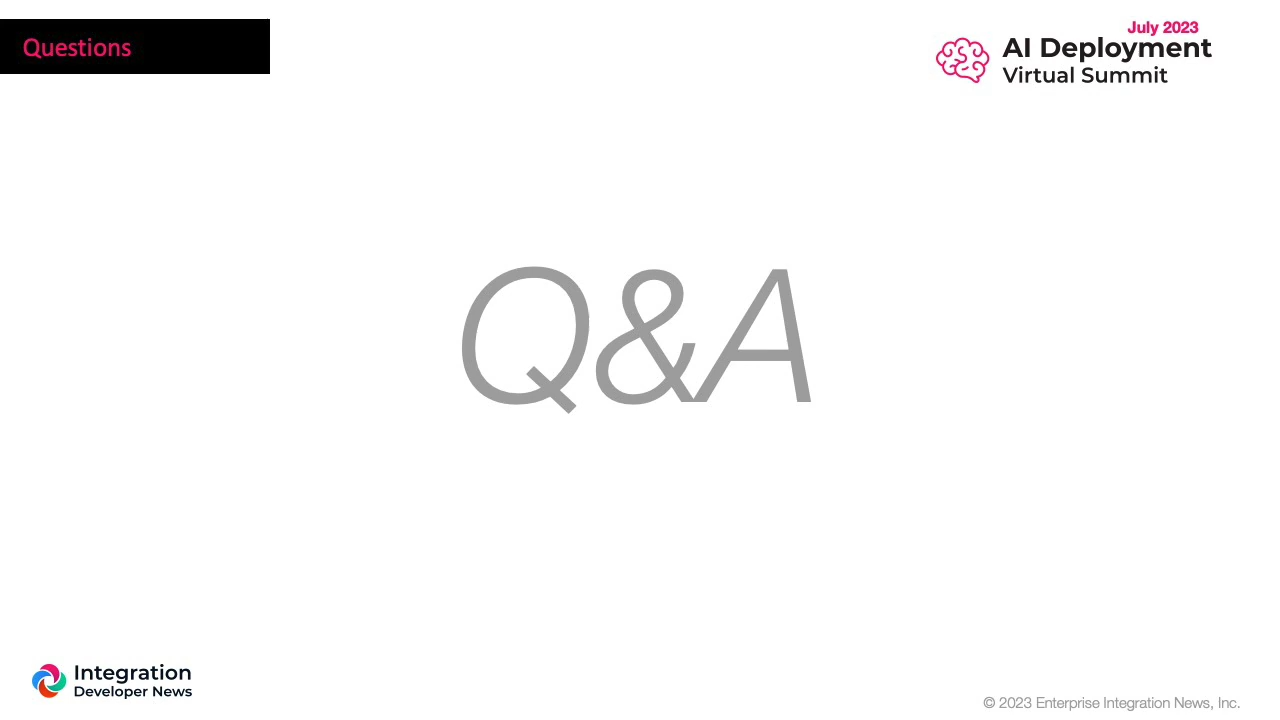 Questions
July 2023
AI Deployment
Virtual Summit
Q&A
Integration
Developer News
© 2023 Enterprise Integration News, Inc.